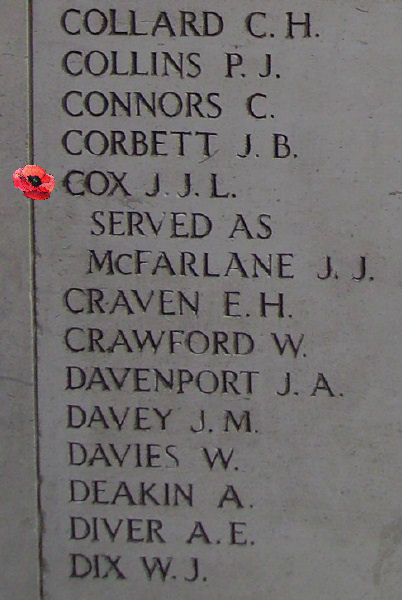 COLLARD C. H.
COLLINS P. J.
CONNORS C.
CORBETT J. B.
COX J. J. L.
SERVED AS
McFARLANE J. J.
CRAVEN E. H.
CRAWFORD W.
DAVENPORT J. A.
DAVEY J. M.
DAVIES W.
DEAKIN A.
DIVER A. E.
DIX W. J.